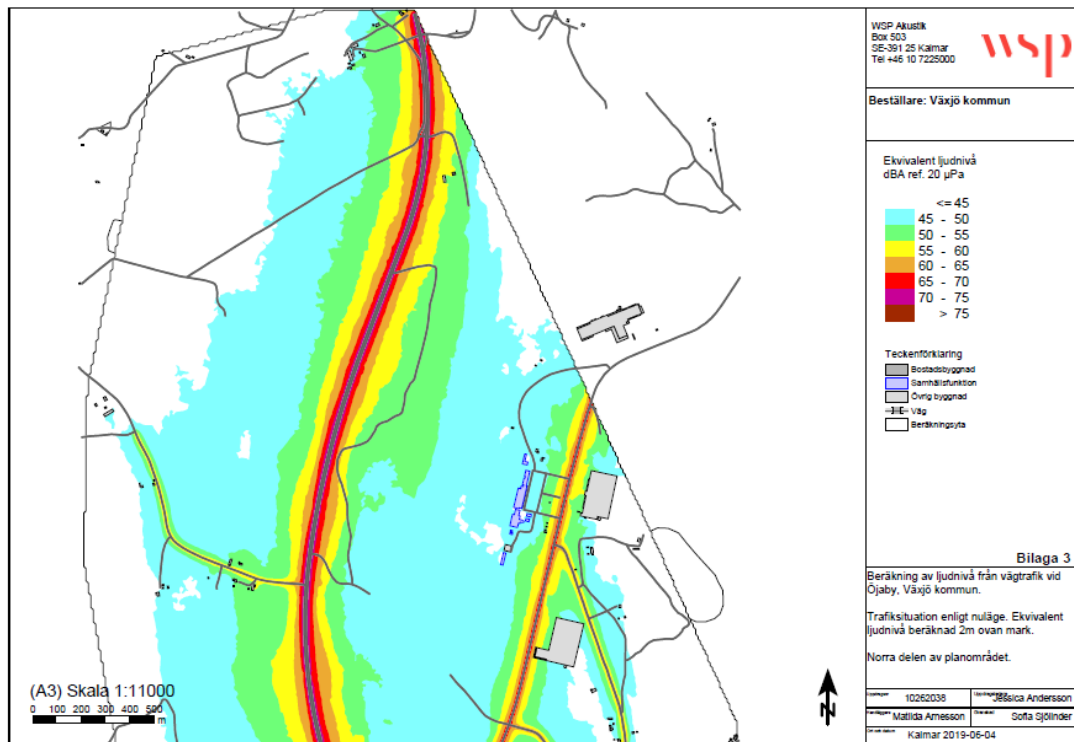 WSP Akustik
Box 503
SE-391 25 Kalmar
Tel +46 10 7225000
wsp
Beställare: Växjö kommun
Ekvivalent ljudnivå
dBA ref. 20 µPa
<= 45
45 - 50
50 - 55
55 - 60
60 - 65
65 - 70
70 - 75
> 75
Teckenförklaring
Bostadsbyggnad
Samhällsfunktion
Övrig byggnad
Väg
Beräkningsyta
Bilaga 3
Beräkning av ljudnivå från vägtrafik vid
Öjaby, Växjö kommun.
Trafiksituation enligt nuläge. Ekvivalent
ljudnivå beräknad 2m ovan mark.
Norra delen av planområdet.
10262038
Jessica Andersson
Matilda Arnesson
Sofia Sjölinder
Kalmar 2019-06-04
(A3) Skala 1:11000
0 100 200 300 400 500
m
N